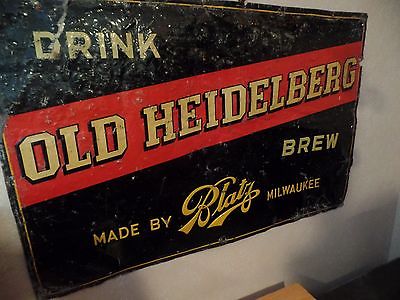 DRINK
OLD HEIDELBERG
BREW
MADE BY Blatz MILWAUKEE